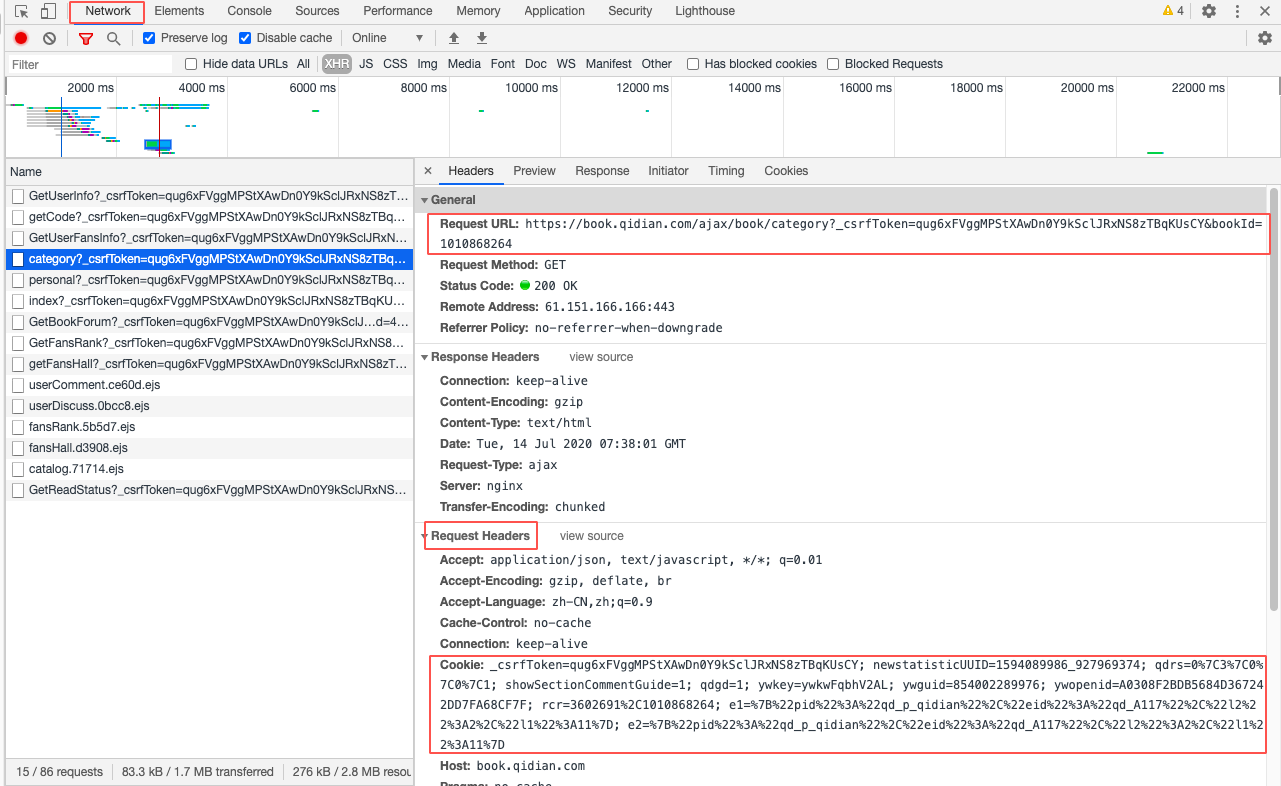 Network Elements Console Sources Performance Memory Application Security Lighthouse 4
Preserve log Disable cache Online
Filter Hide data URLs All XHR JS CSS Img Media Font Doc WS Manifest Other Has blocked cookies Blocked Requests
2000 ms 4000 ms 6000 ms 8000 ms 10000 ms 12000 ms 14000 ms 16000 ms 18000 ms 20000 ms 22000 ms
Name
GetUserInfo?_csrfToken=qug6xFVggMPStXAwDn0Y9kSclJRxNS8zT...
getCode?_csrfToken=qug6xFVggMPStXAwDn0Y9kSclJRxNS8zTBq...
GetUserFansInfo?_csrfToken=qug6xFVggMPStXAwDn0Y9kSclJRxN...
category?_csrfToken=qug6xFVggMPStXAwDn0Y9kSclJRxNS8zTBq...
personal?_csrfToken=qug6xFVggMPStXAwDn0Y9kSclJRxNS8zTBq...
index?_csrfToken=qug6xFVggMPStXAwDn0Y9kSclJRxNS8zTBqKU...
GetBookForum?_csrfToken=qug6xFVggMPStXAwDn0Y9kSclJ...d=4...
GetFansRank?_csrfToken=qug6xFVggMPStXAwDn0Y9kSclJRxNS8...
getFansHall?_csrfToken=qug6xFVggMPStXAwDn0Y9kSclJRxNS8zT...
userComment.ce60d.ejs
userDiscuss.0bcc8.ejs
fansRank.5b5d7.ejs
fansHall.d3908.ejs
catalog.71714.ejs
GetReadStatus?_csrfToken=qug6xFVggMPStXAwDn0Y9kSclJRxNS...
15 / 86 requests 83.3 kB / 1.7 MB transferred 276 kB / 2.8 MB resou
Headers Preview Response Initiator Timing Cookies
General
Request URL: https://book.qidian.com/ajax/book/category?_csrfToken=qug6xFVggMPStXAwDn0Y9kSclJRxNS8zTBqKUsCY&bookId=
1010868264
Request Method: GET
Status Code: 200 OK
Remote Address: 61.151.166.166:443
Referrer Policy: no-referrer-when-downgrade
Response Headers view source
Connection: keep-alive
Content-Encoding: gzip
Content-Type: text/html
Date: Tue, 14 Jul 2020 07:38:01 GMT
Request-Type: ajax
Server: nginx
Transfer-Encoding: chunked
Request Headers view source
Accept: application/json, text/javascript, */*; q=0.01
Accept-Encoding: gzip, deflate, br
Accept-Language: zh-CN,zh;q=0.9
Cache-Control: no-cache
Connection: keep-alive
Cookie: _csrfToken=qug6xFVggMPStXAwDn0Y9kSclJRxNS8zTBqKUsCY; newstatisticUUID=1594089986_927969374; qdrs=0%7C3%7C0%
7C0%7C1; showSectionCommentGuide=1; qdgd=1; ywkey=ywkwFqbhV2AL; ywguid=854002289976; ywopenid=A0308F2BDB5684D36724
2DD7FA68CF7F; rcr=3602691%2C1010868264; e1=%7B%22pid%22%3A%22qd_p_qidian%22%2C%22eid%22%3A%22qd_A117%22%2C%22l2%2
2%3A2%2C%22l1%22%3A11%7D; e2=%7B%22pid%22%3A%22qd_p_qidian%22%2C%22eid%22%3A%22qd_A117%22%2C%22l2%22%3A2%2C%22l1%2
2%3A11%7D
Host: book.qidian.com
Pragma: no-cache